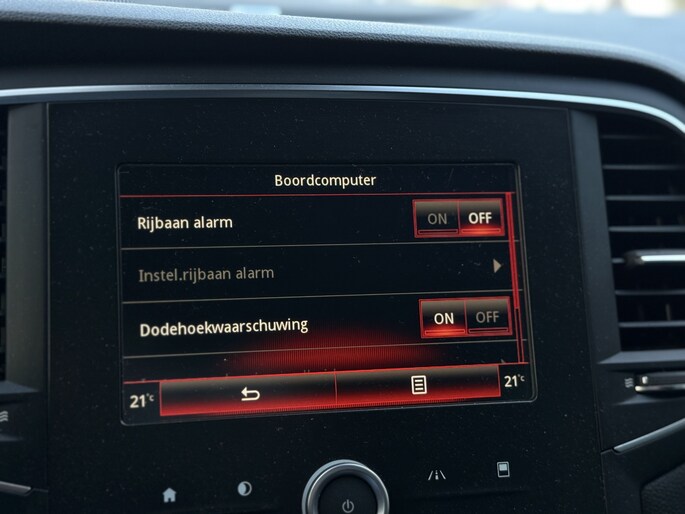 Boordcomputer
Rijbaan alarm ON OFF
Instel.rijbaan alarm
Dodehoekwaarschuwing ON OFF
21°c 21°c